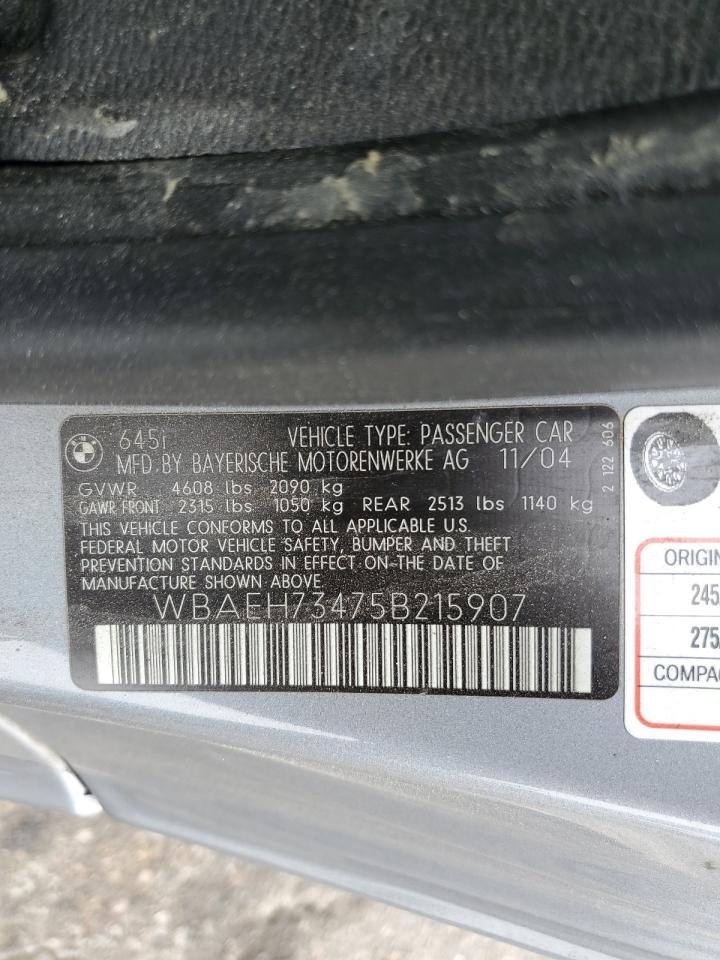 645i VEHICLE TYPE: PASSENGER CAR
MFD. BY BAYERISCHE MOTORENWERKE AG 11/04
GVWR 4608 lbs 2090 kg
GAWR FRONT 2315 lbs 1050 kg REAR 2513 lbs 1140 kg
THIS VEHICLE CONFORMS TO ALL APPLICABLE U.S.
FEDERAL MOTOR VEHICLE SAFETY, BUMPER AND THEFT
PREVENTION STANDARDS IN EFFECT ON THE DATE OF
MANUFACTURE SHOWN ABOVE.
WBAEH73475B215907
2 122 606
ORIGIN
245
275
COMPAC